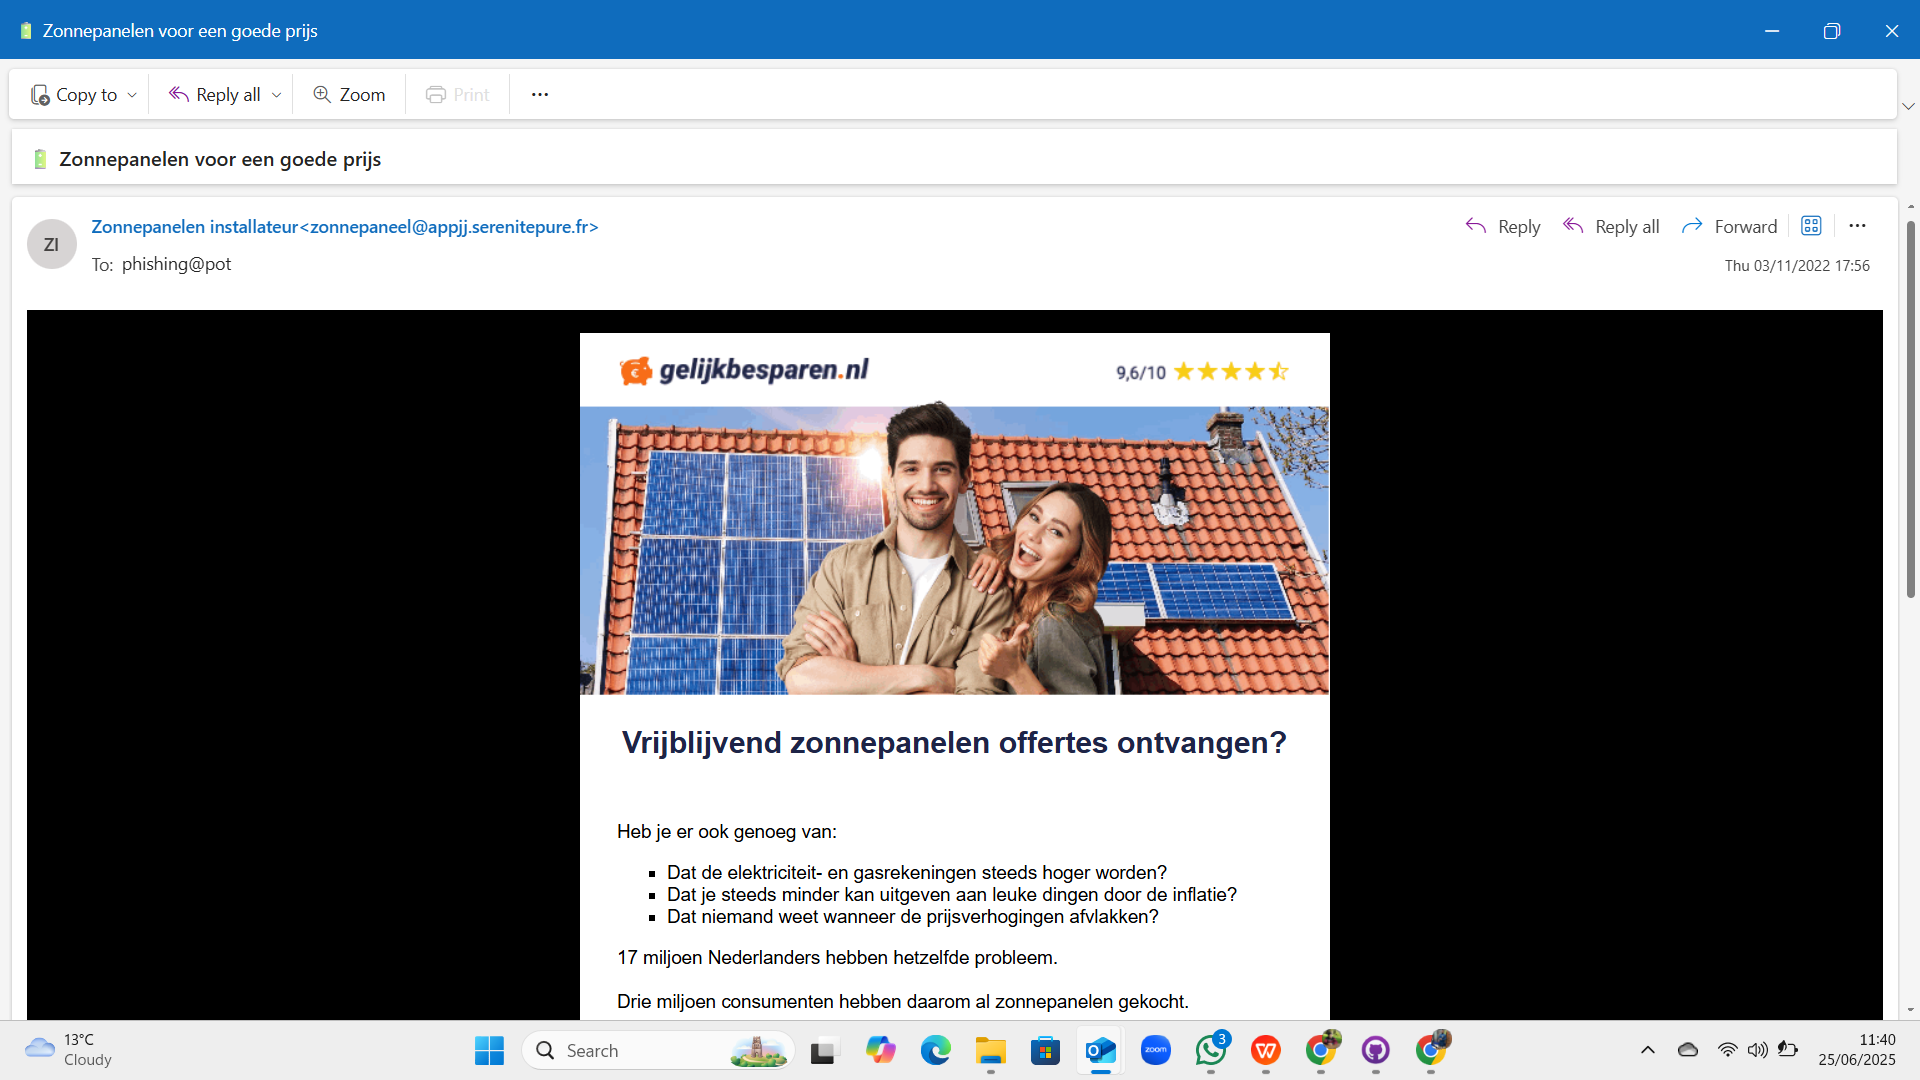 Zonnepanelen voor een goede prijs
Copy to
Reply all
Zoom
Print
Zonnepanelen voor een goede prijs
ZI
Zonnepanelen installateur<zonnepaneel@appjj.serenitepure.fr>
To: phishing@pot
Reply
Reply all
Forward
Thu 03/11/2022 17:56
gelijkbesparen.nl
9,6/10
Vrijblijvend zonnepanelen offertes ontvangen?
Heb je er ook genoeg van:
Dat de elektriciteit- en gasrekeningen steeds hoger worden?
Dat je steeds minder kan uitgeven aan leuke dingen door de inflatie?
Dat niemand weet wanneer de prijsverhogingen afvlakken?
17 miljoen Nederlanders hebben hetzelfde probleem.
Drie miljoen consumenten hebben daarom al zonnepanelen gekocht.
13°C
Cloudy
Search
zoom
3
11:40
25/06/2025